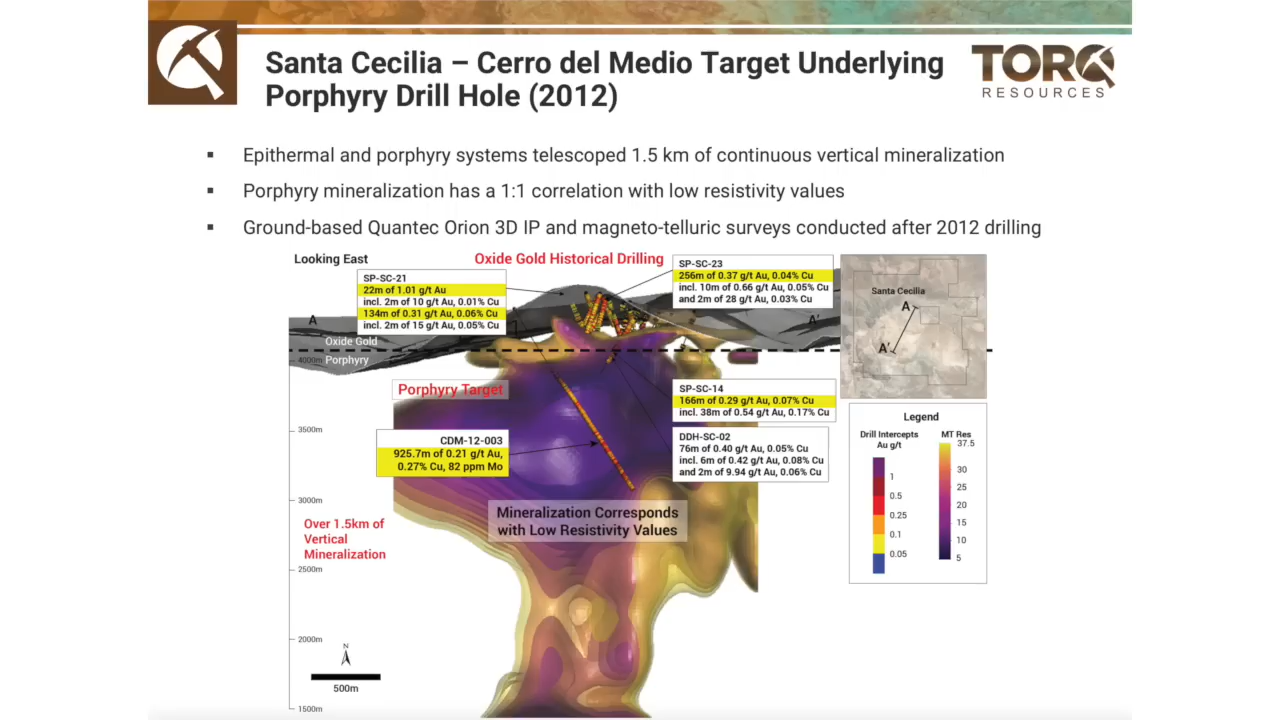 Santa Cecilia – Cerro del Medio Target Underlying
Porphyry Drill Hole (2012)
TORQ
RESOURCES
▪ Epithermal and porphyry systems telescoped 1.5 km of continuous vertical mineralization
▪ Porphyry mineralization has a 1:1 correlation with low resistivity values
▪ Ground-based Quantec Orion 3D IP and magneto-telluric surveys conducted after 2012 drilling
Looking East
Oxide Gold Historical Drilling
SP-SC-21
22m of 1.01 g/t Au
incl. 2m of 10 g/t Au, 0.01% Cu
134m of 0.31 g/t Au, 0.06% Cu
incl. 2m of 15 g/t Au, 0.05% Cu
SP-SC-23
256m of 0.37 g/t Au, 0.04% Cu
incl. 10m of 0.66 g/t Au, 0.05% Cu
and 2m of 28 g/t Au, 0.03% Cu
A
A'
Oxide Gold
Porphyry
4000m
3500m
3000m
2500m
2000m
1500m
Porphyry Target
CDM-12-003
925.7m of 0.21 g/t Au,
0.27% Cu, 82 ppm Mo
SP-SC-14
166m of 0.29 g/t Au, 0.07% Cu
incl. 38m of 0.54 g/t Au, 0.17% Cu
DDH-SC-02
76m of 0.40 g/t Au, 0.05% Cu
incl. 6m of 0.42 g/t Au, 0.08% Cu
and 2m of 9.94 g/t Au, 0.06% Cu
Mineralization Corresponds
with Low Resistivity Values
Over 1.5km of
Vertical
Mineralization
N
500m
Santa Cecilia
A
A'
Legend
Drill Intercepts
Au g/t
1
0.5
0.25
0.1
0.05
MT Res
37.5
30
25
20
15
10
5